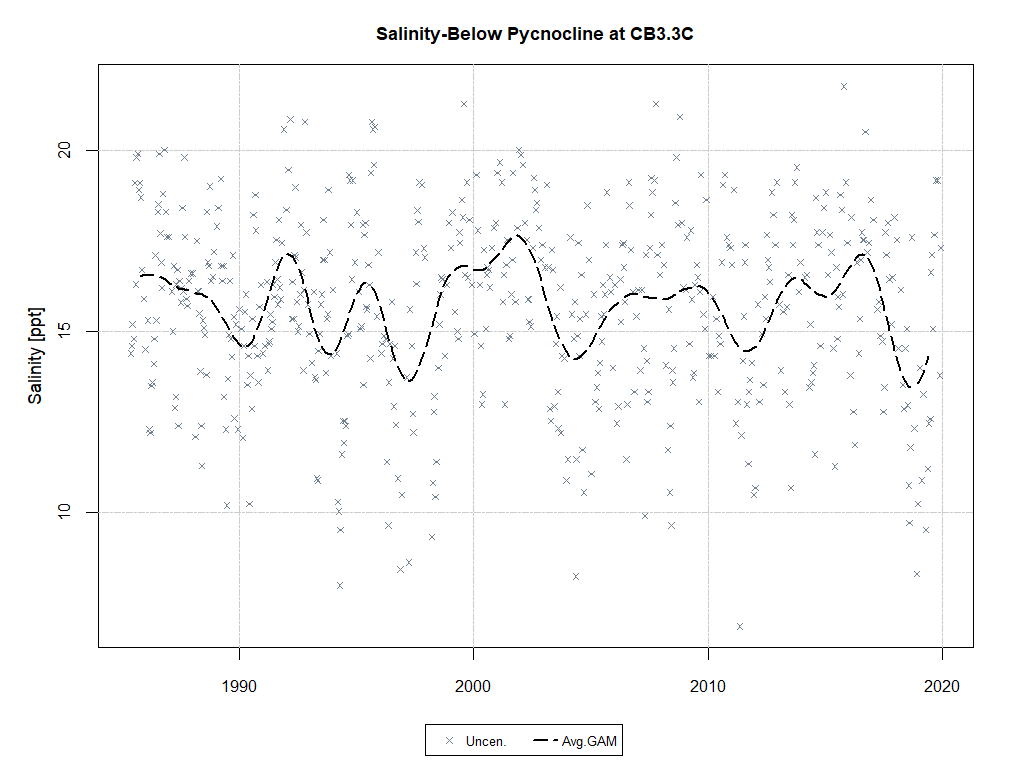 Salinity-Below Pycnocline at CB3.3C
Salinity [ppt]
20
15
10
1990 2000 2010 2020
Uncen. Avg.GAM